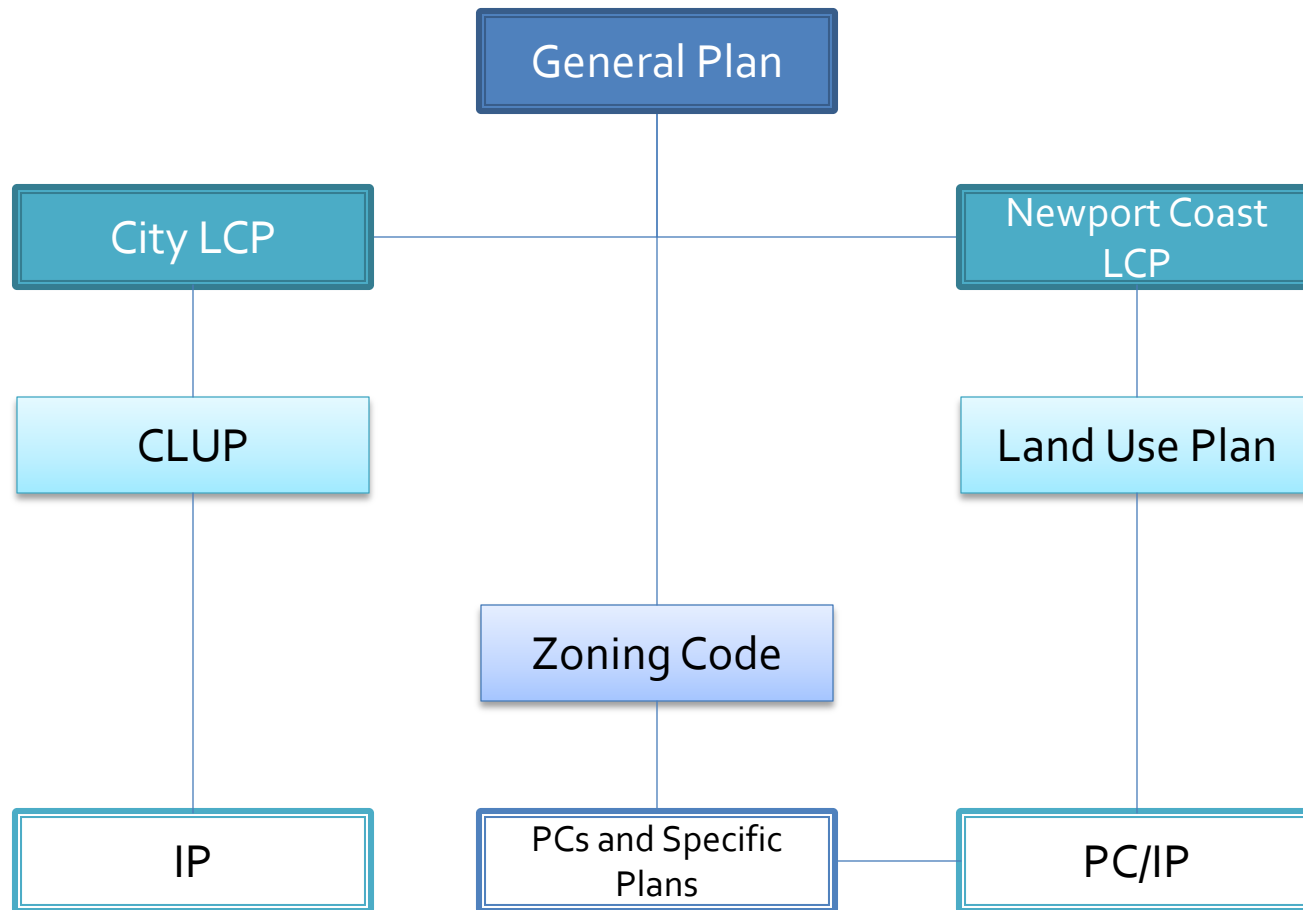 General Plan
City LCP
Newport Coast
LCP
CLUP
Land Use Plan
Zoning Code
IP
PCs and Specific
Plans
PC/IP